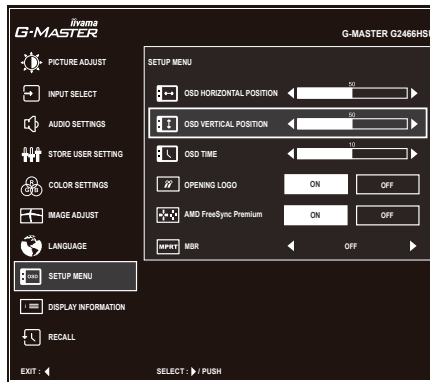 iiyama
G-MASTER
G-MASTER G2466HSU
PICTURE ADJUST
INPUT SELECT
AUDIO SETTINGS
STORE USER SETTING
R
G B
COLOR SETTINGS
IMAGE ADJUST
LANGUAGE
OSD
SETUP MENU
i
DISPLAY INFORMATION
RECALL
SETUP MENU
OSD HORIZONTAL POSITION
50
OSD VERTICAL POSITION
50
OSD TIME
10
OPENING LOGO ON OFF
AMD FreeSync Premium ON OFF
MPRT MBR OFF
EXIT : SELECT : / PUSH